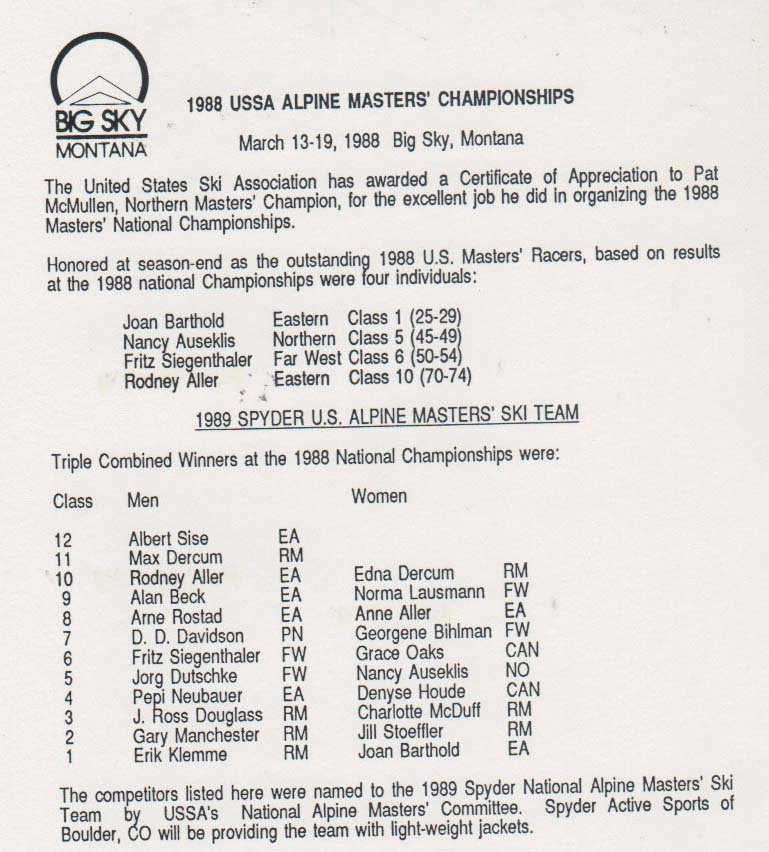 BIG SKY
MONTANA
1988 USSA ALPINE MASTERS' CHAMPIONSHIPS
March 13-19, 1988 Big Sky, Montana
The United States Ski Association has awarded a Certificate of Appreciation to Pat
McMullen, Northern Masters' Champion, for the excellent job he did in organizing the 1988
Masters' National Championships.
Honored at season-end as the outstanding 1988 U.S. Masters' Racers, based on results
at the 1988 national Championships were four individuals:
Joan Barthold Eastern Class 1 (25-29)
Nancy Auseklis Northern Class 5 (45-49)
Fritz Siegenthaler Far West Class 6 (50-54)
Rodney Aller Eastern Class 10 (70-74)
1989 SPYDER U.S. ALPINE MASTERS' SKI TEAM
Triple Combined Winners at the 1988 National Championships were:
Class Men Women
12 Albert Sise EA
11 Max Dercum RM
10 Rodney Aller EA Edna Dercum RM
9 Alan Beck EA Norma Lausmann FW
8 Arne Rostad EA Anne Aller EA
7 D. D. Davidson PN Georgene Bihlman FW
6 Fritz Siegenthaler FW Grace Oaks CAN
5 Jorg Dutschke FW Nancy Auseklis NO
4 Pepi Neubauer EA Denyse Houde CAN
3 J. Ross Douglass RM Charlotte McDuff RM
2 Gary Manchester RM Jill Stoeffler RM
1 Erik Klemme RM Joan Barthold EA
The competitors listed here were named to the 1989 Spyder National Alpine Masters' Ski
Team by USSA's National Alpine Masters' Committee. Spyder Active Sports of
Boulder, CO will be providing the team with light-weight jackets.